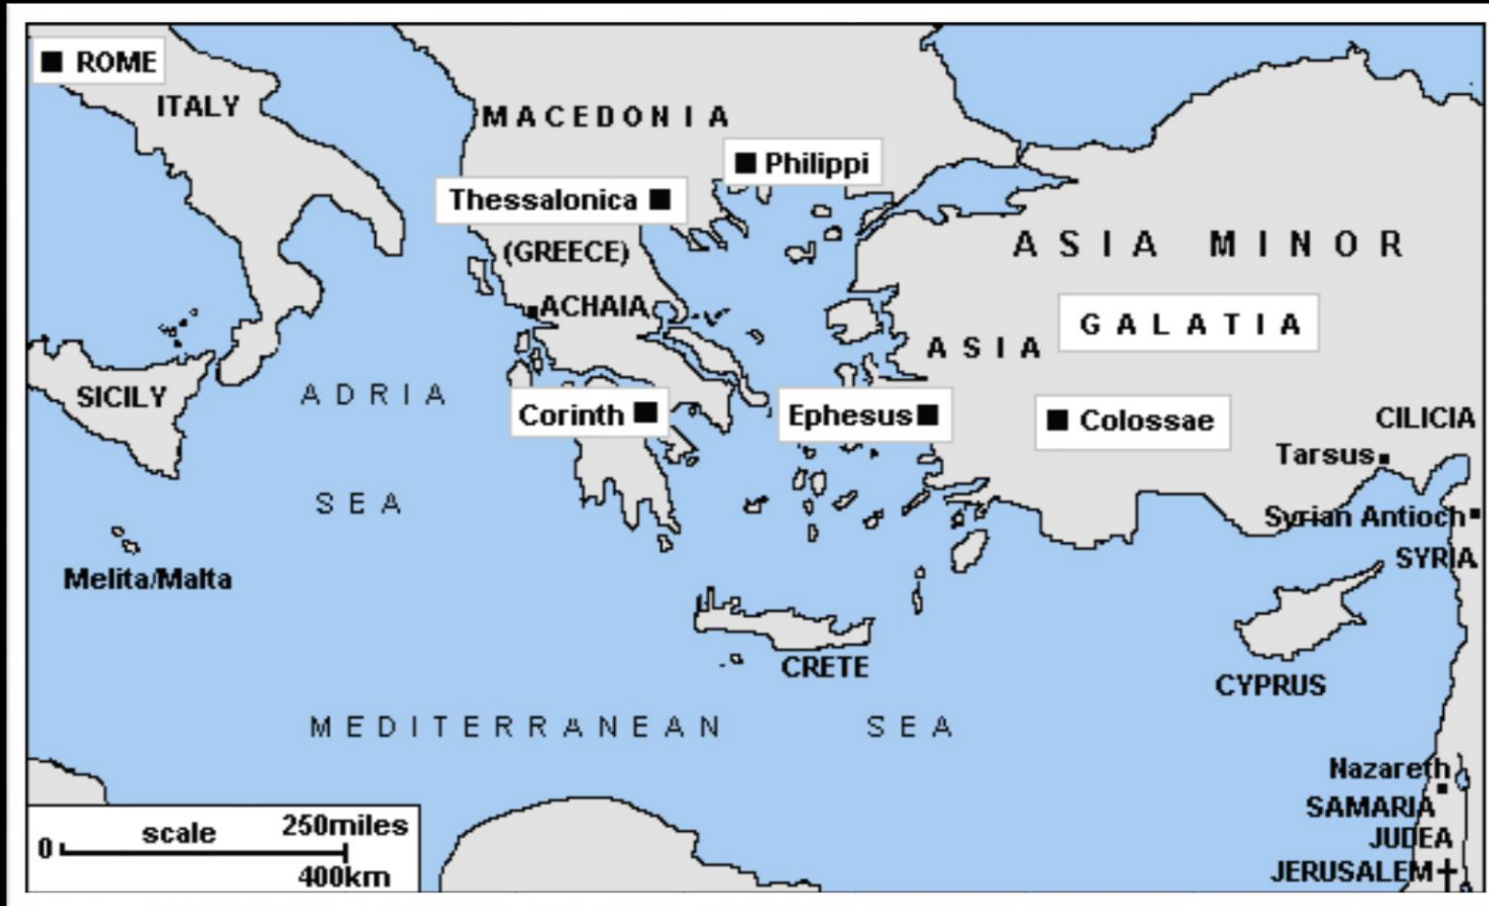 ROME
ITALY
MACEDONIA
Philippi
Thessalonica
(GREECE)
ASIA MINOR
ACHAIA
GALATIA
ASIA
SICILY
ADRIA
SEA
Corinth
Ephesus
Colossae
CILICIA
Tarsus
Syrian Antioch
SYRIA
Melita/Malta
CRETE
CYPRUS
MEDITERRANEAN SEA
Nazareth
SAMARIA
JUDEA
JERUSALEM
scale 250miles
0
400km